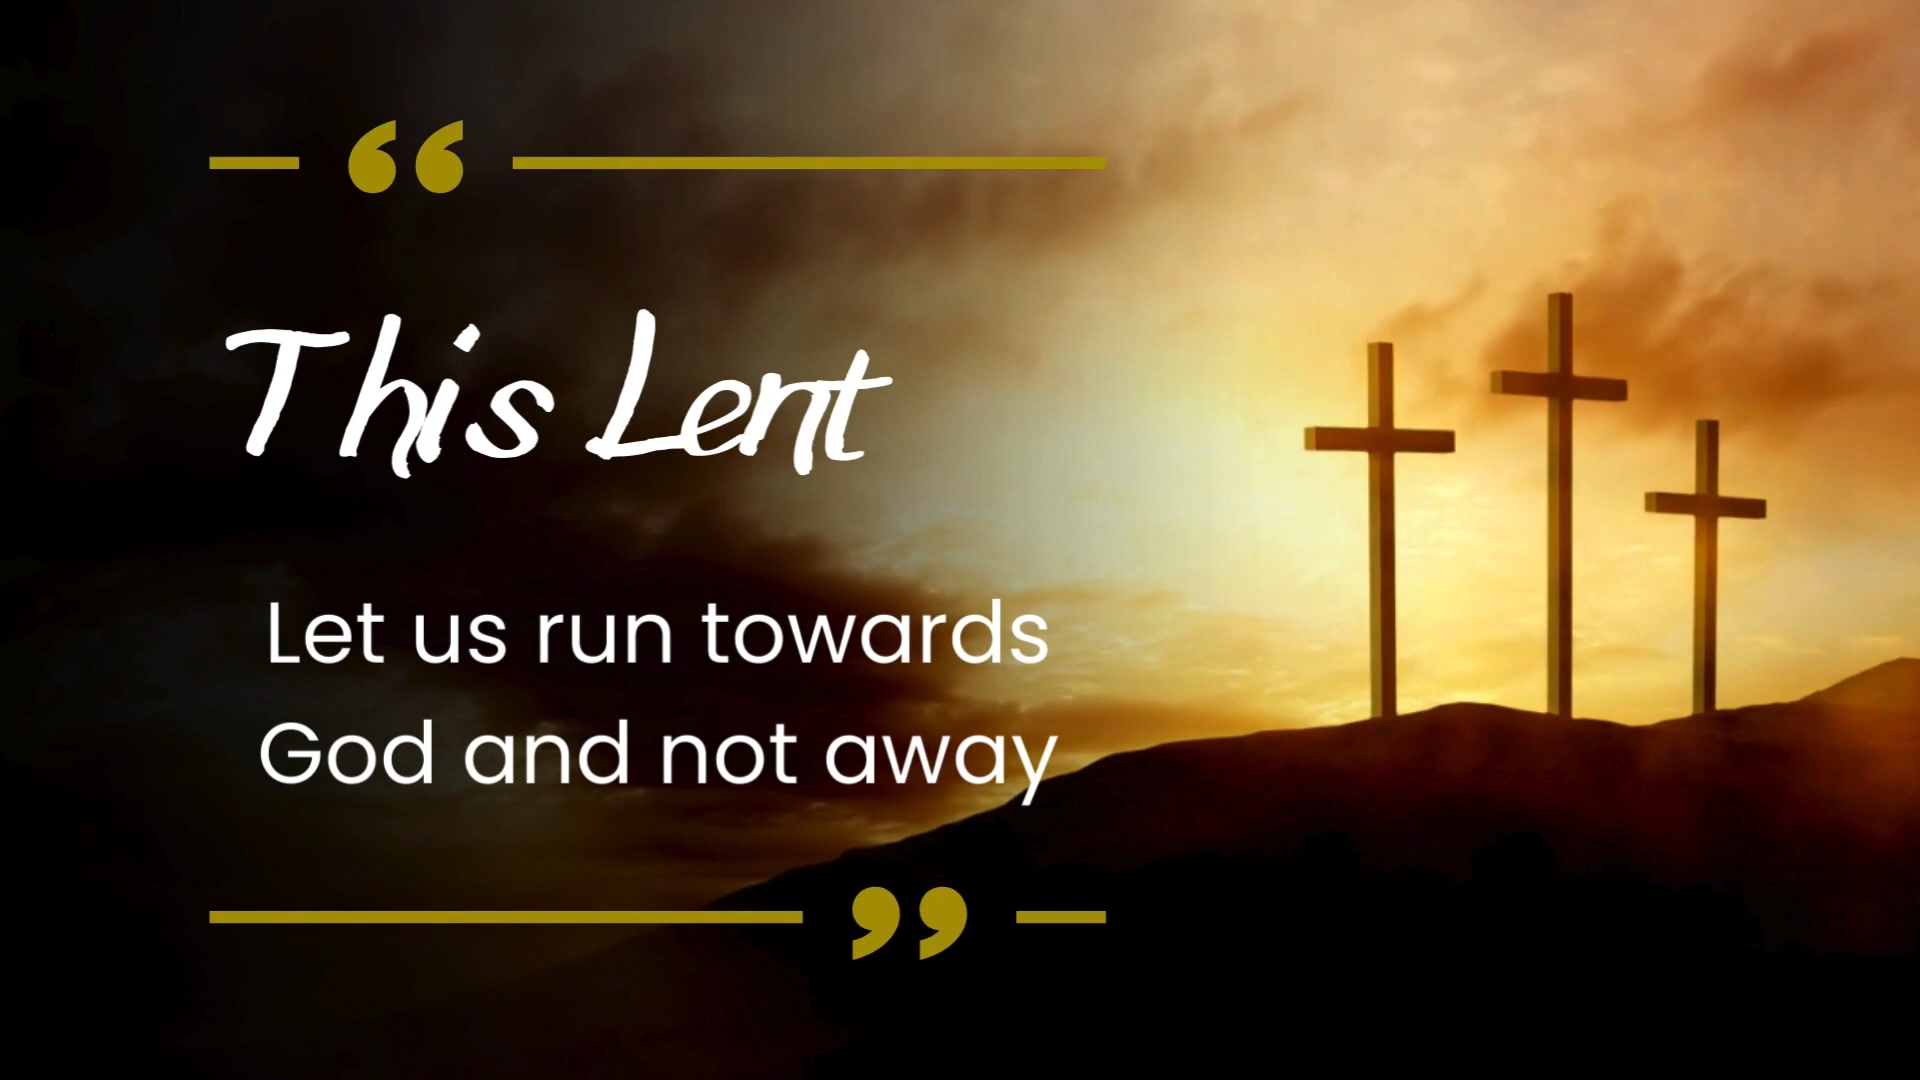 “
This Lent
Let us run towards
God and not away
”